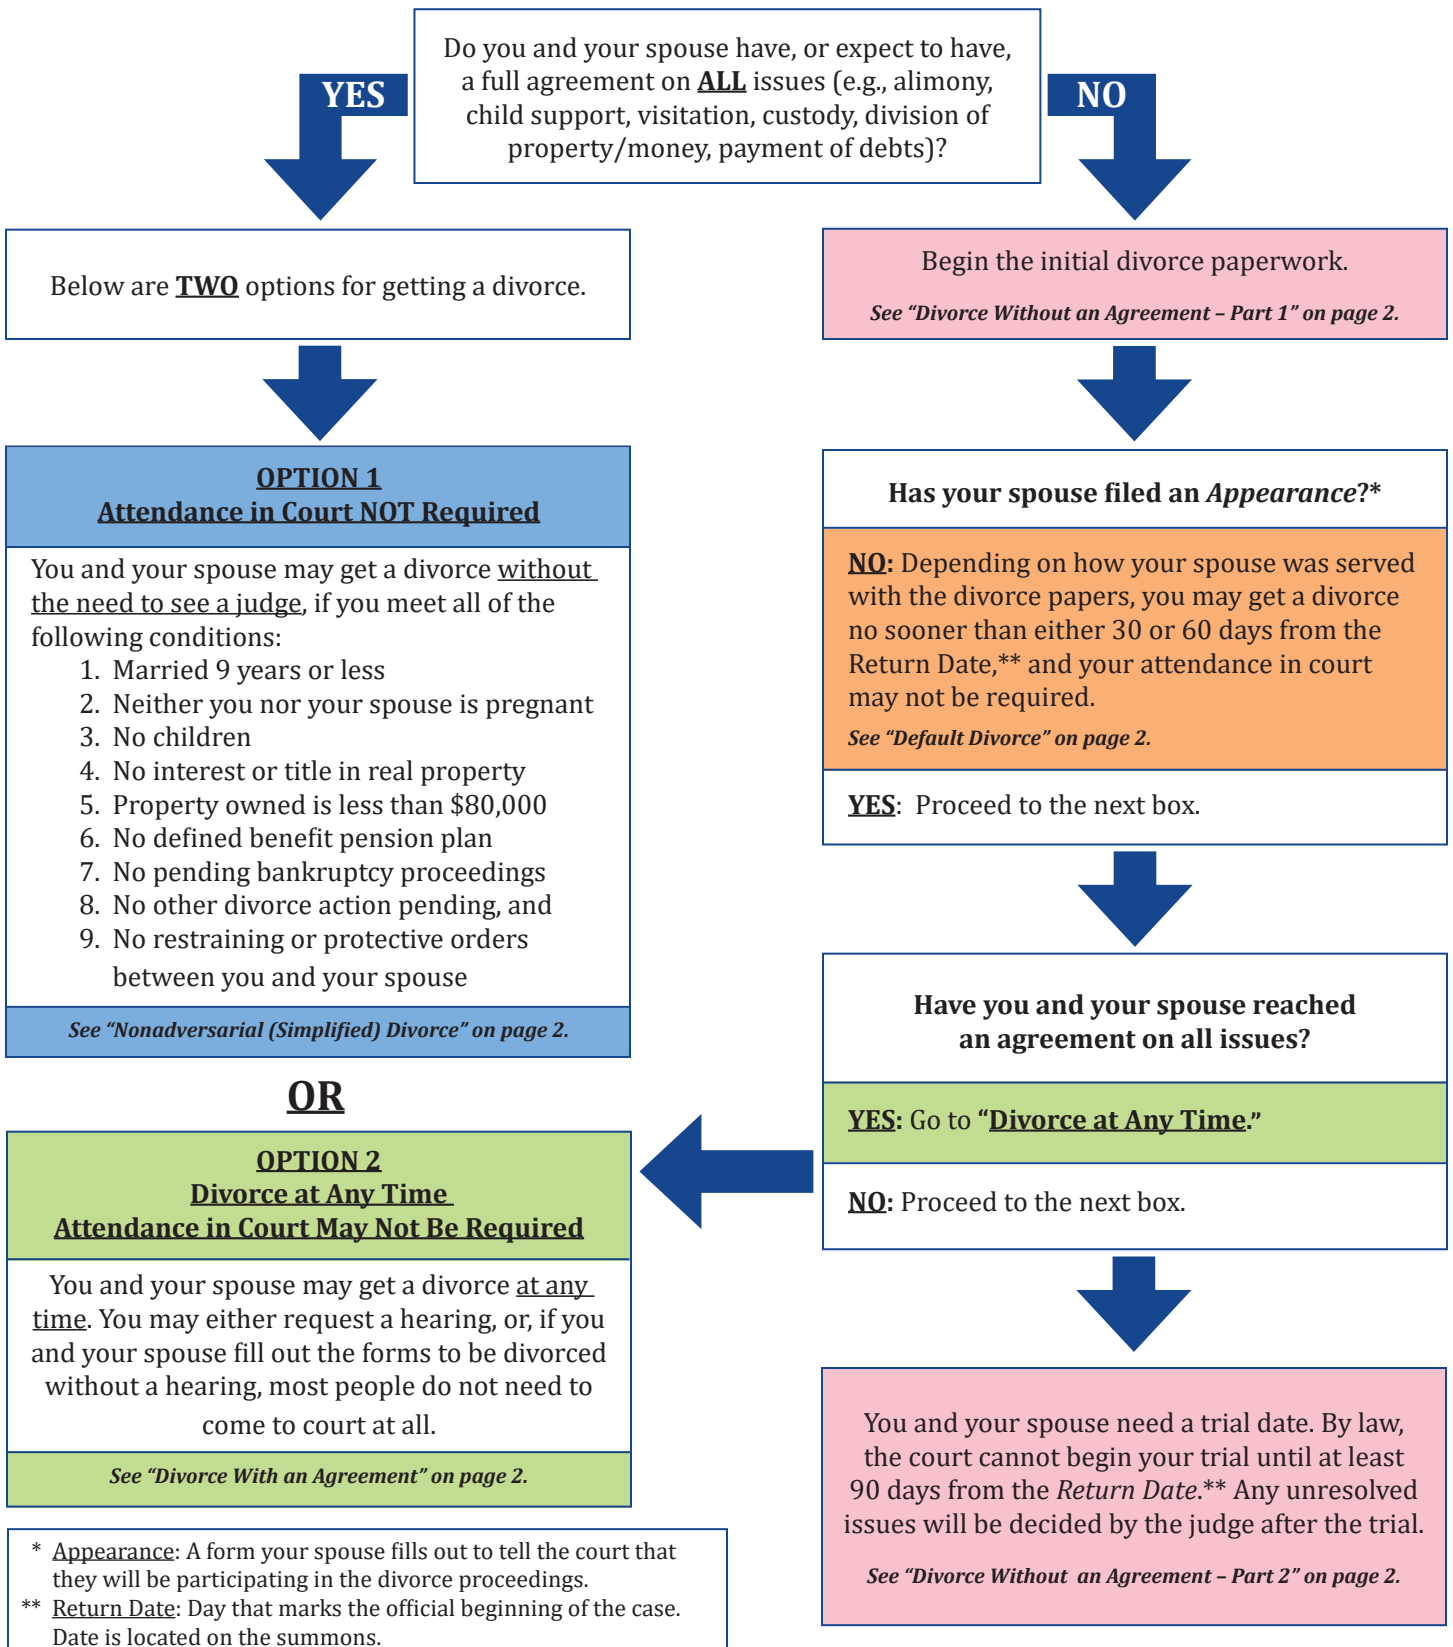 Do you and your spouse have, or expect to have,
a full agreement on ALL issues (e.g., alimony,
child support, visitation, custody, division of
property/money, payment of debts)?
YES
NO
Below are TWO options for getting a divorce.
Begin the initial divorce paperwork.
See “Divorce Without an Agreement – Part 1” on page 2.
OPTION 1
Attendance in Court NOT Required
You and your spouse may get a divorce without
the need to see a judge, if you meet all of the
following conditions:
1. Married 9 years or less
2. Neither you nor your spouse is pregnant
3. No children
4. No interest or title in real property
5. Property owned is less than $80,000
6. No defined benefit pension plan
7. No pending bankruptcy proceedings
8. No other divorce action pending, and
9. No restraining or protective orders
between you and your spouse
See “Nonadversarial (Simplified) Divorce” on page 2.
OR
OPTION 2
Divorce at Any Time
Attendance in Court May Not Be Required
You and your spouse may get a divorce at any
time. You may either request a hearing, or, if you
and your spouse fill out the forms to be divorced
without a hearing, most people do not need to
come to court at all.
See “Divorce With an Agreement” on page 2.
Has your spouse filed an Appearance?*
NO: Depending on how your spouse was served
with the divorce papers, you may get a divorce
no sooner than either 30 or 60 days from the
Return Date,** and your attendance in court
may not be required.
See “Default Divorce” on page 2.
YES: Proceed to the next box.
Have you and your spouse reached
an agreement on all issues?
YES: Go to “Divorce at Any Time.”
NO: Proceed to the next box.
You and your spouse need a trial date. By law,
the court cannot begin your trial until at least
90 days from the Return Date.** Any unresolved
issues will be decided by the judge after the trial.
See “Divorce Without an Agreement – Part 2” on page 2.
* Appearance: A form your spouse fills out to tell the court that
they will be participating in the divorce proceedings.
** Return Date: Day that marks the official beginning of the case.
Date is located on the summons.